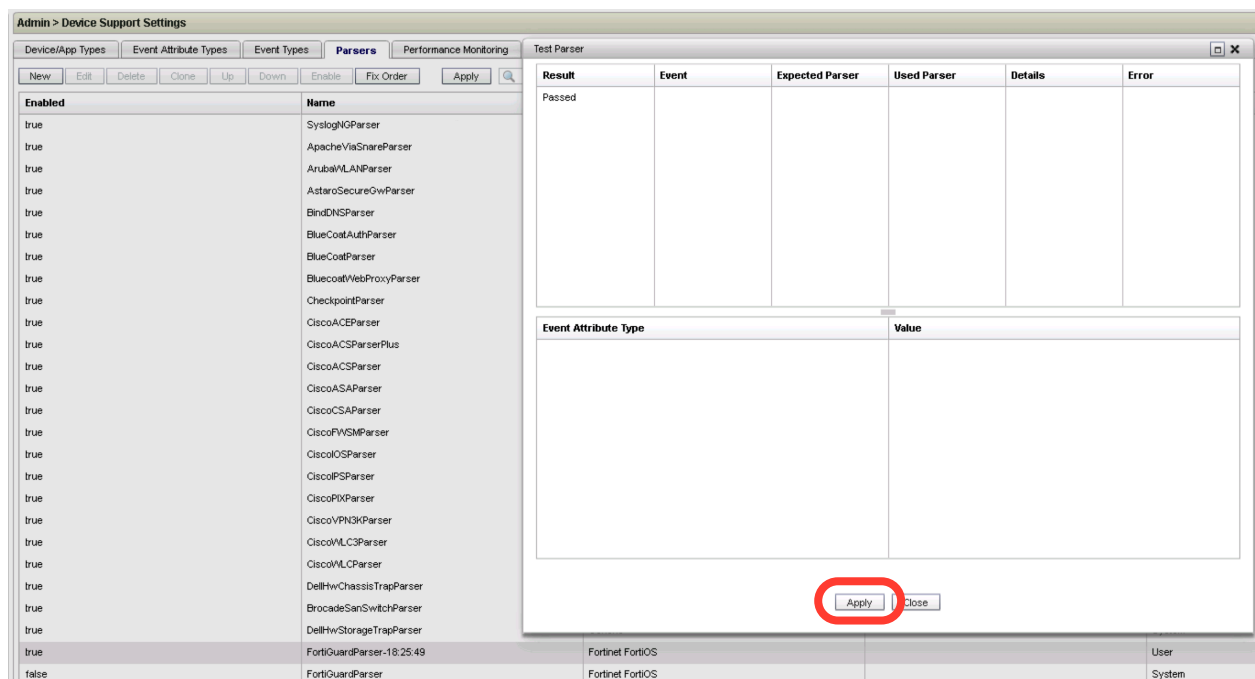 Admin > Device Support Settings
Device/App Types Event Attribute Types Event Types Parsers Performance Monitoring
New Edit Delete Clone Up Down Enable Fix Order Apply
Enabled Name
true SyslogNGParser
true ApacheViaSnareParser
true ArubaWLANParser
true AstaroSecureGwParser
true BindDNSParser
true BlueCoatAuthParser
true BlueCoatParser
true BluecoatWebProxyParser
true CheckpointParser
true CiscoACEParser
true CiscoACSParserPlus
true CiscoACSParser
true CiscoASAParser
true CiscoCSAParser
true CiscoFWSMParser
true CiscoIOSParser
true CiscoIPSParser
true CiscoPIXParser
true CiscoVPN3KParser
true CiscoWLC3Parser
true CiscoWLCParser
true DellHwChassisTrapParser
true BrocadeSanSwitchParser
true DellHwStorageTrapParser
true FortiGuardParser-18:25:49 Fortinet FortiOS User
false FortiGuardParser Fortinet FortiOS System
Test Parser
Result Event Expected Parser Used Parser Details Error
Passed
Event Attribute Type Value
Apply Close